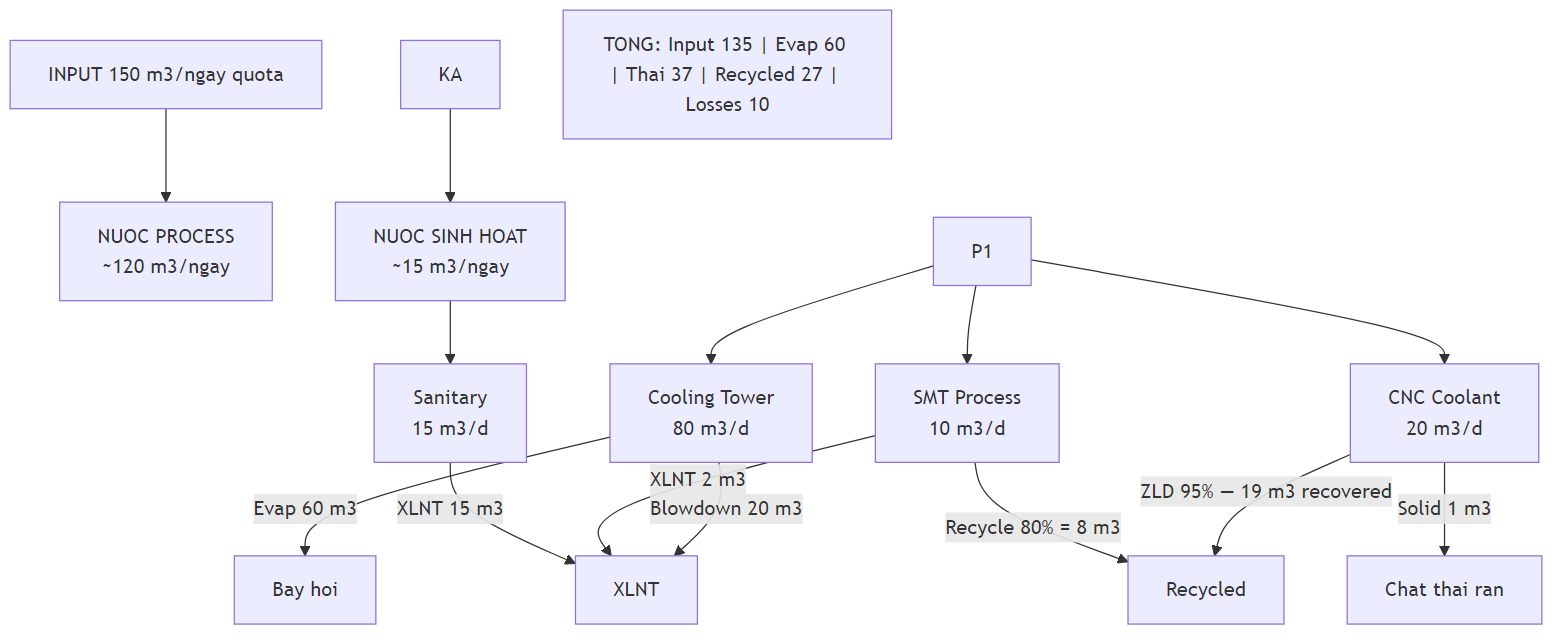 INPUT 150 m3/ngay quota
KA
TONG: Input 135 | Evap 60
| Thai 37 | Recycled 27 |
Losses 10
NUOC PROCESS
~120 m3/ngay
NUOC SINH HOAT
~15 m3/ngay
P1
Sanitary
15 m3/d
Cooling Tower
80 m3/d
SMT Process
10 m3/d
CNC Coolant
20 m3/d
Evap 60 m3
XLNT 15 m3
XLNT 2 m3
Blowdown 20 m3
Recycle 80% = 8 m3
ZLD 95% — 19 m3 recovered
Solid 1 m3
Bay hoi
XLNT
Recycled
Chat thai ran